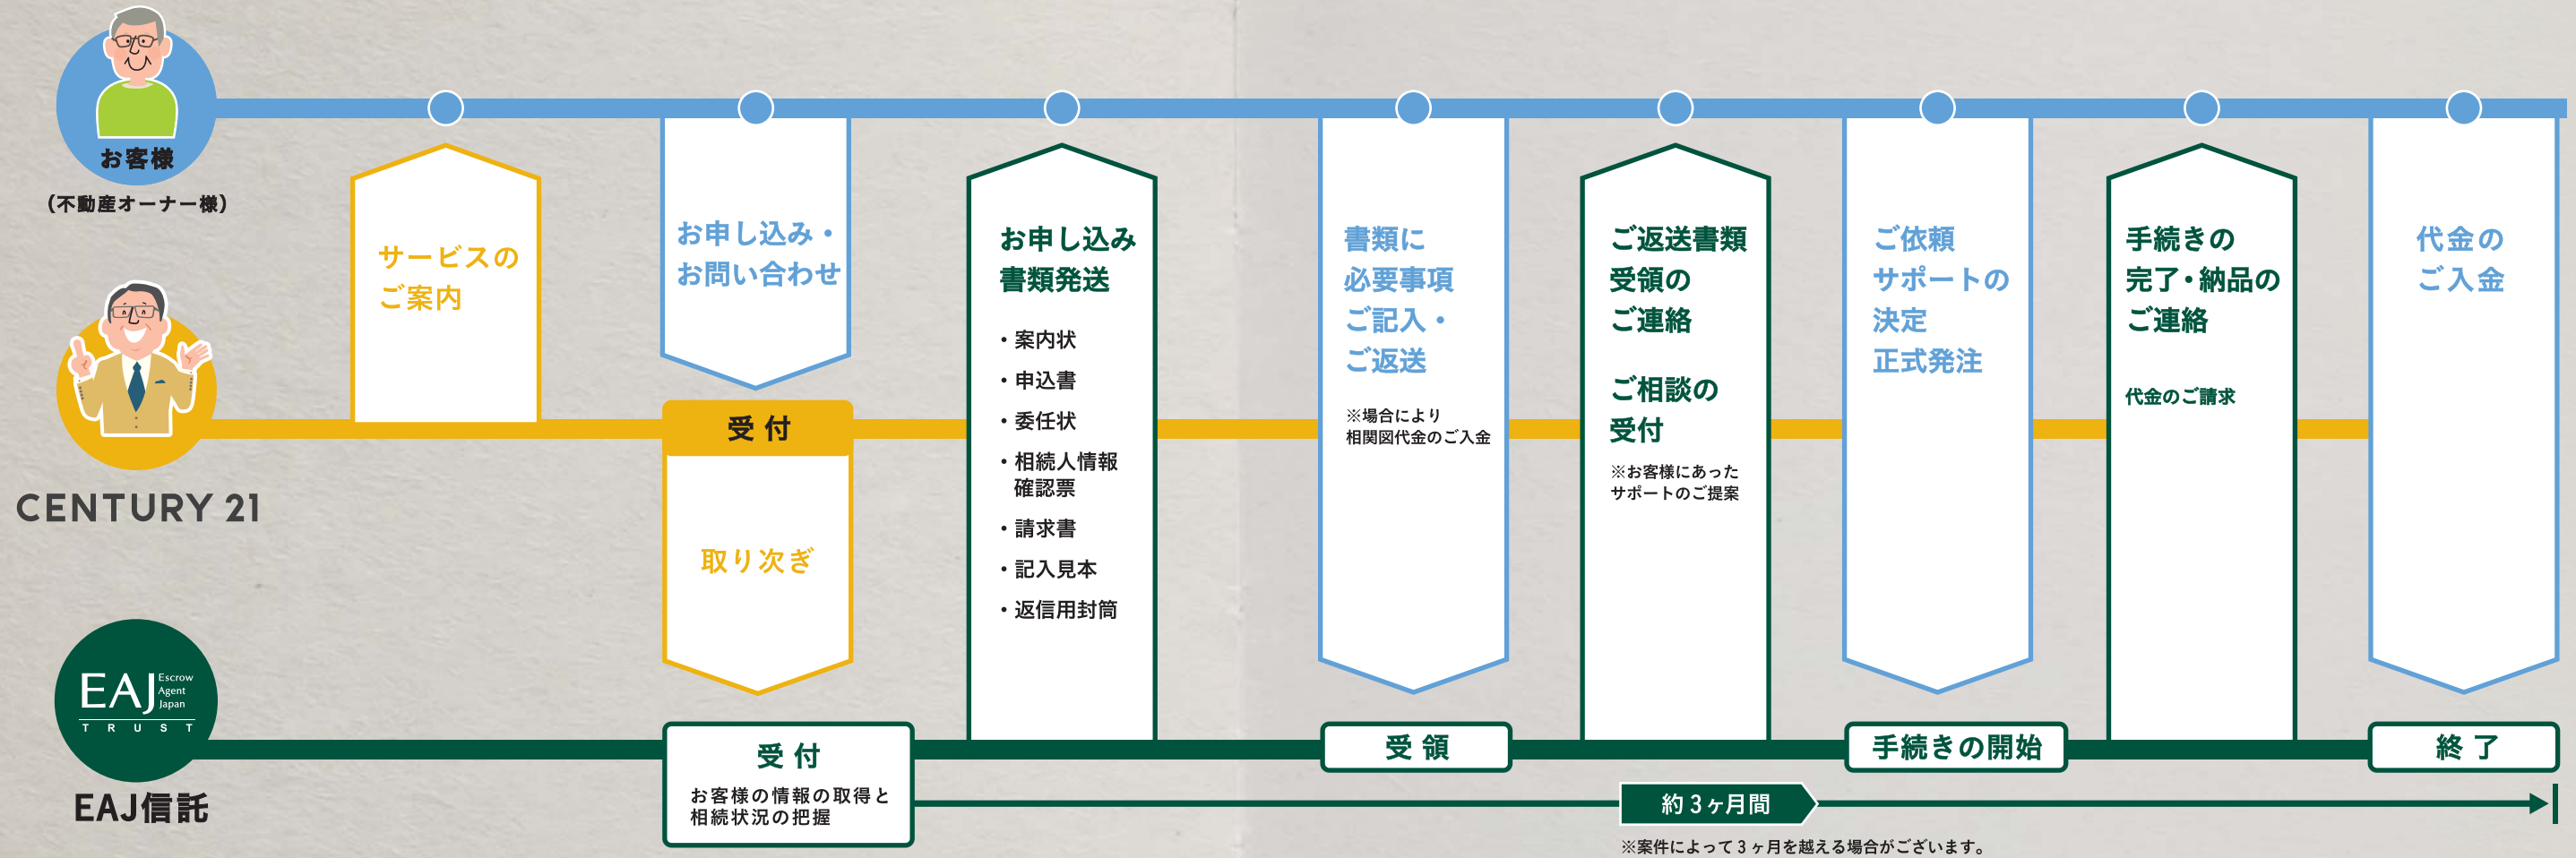 お客様
（不動産オーナー様）
CENTURY 21
EAJ
Escrow
Agent
Japan
TRUST
EAJ信託
サービスの
ご案内
お申し込み・
お問い合わせ
受付
取り次ぎ
受付
お客様の情報の取得と
相続状況の把握
お申し込み
書類発送
・案内状
・申込書
・委任状
・相続人情報
確認票
・請求書
・記入見本
・返信用封筒
書類に
必要事項
ご記入・
ご返送
※場合により
相関図代金のご入金
受領
ご返送書類
受領の
ご連絡
ご相談の
受付
※お客様にあった
サポートのご提案
ご依頼
サポートの
決定
正式発注
手続きの開始
手続きの
完了・納品の
ご連絡
代金のご請求
代金の
ご入金
終了
約3ヶ月間
※案件によって3ヶ月を越える場合がございます。